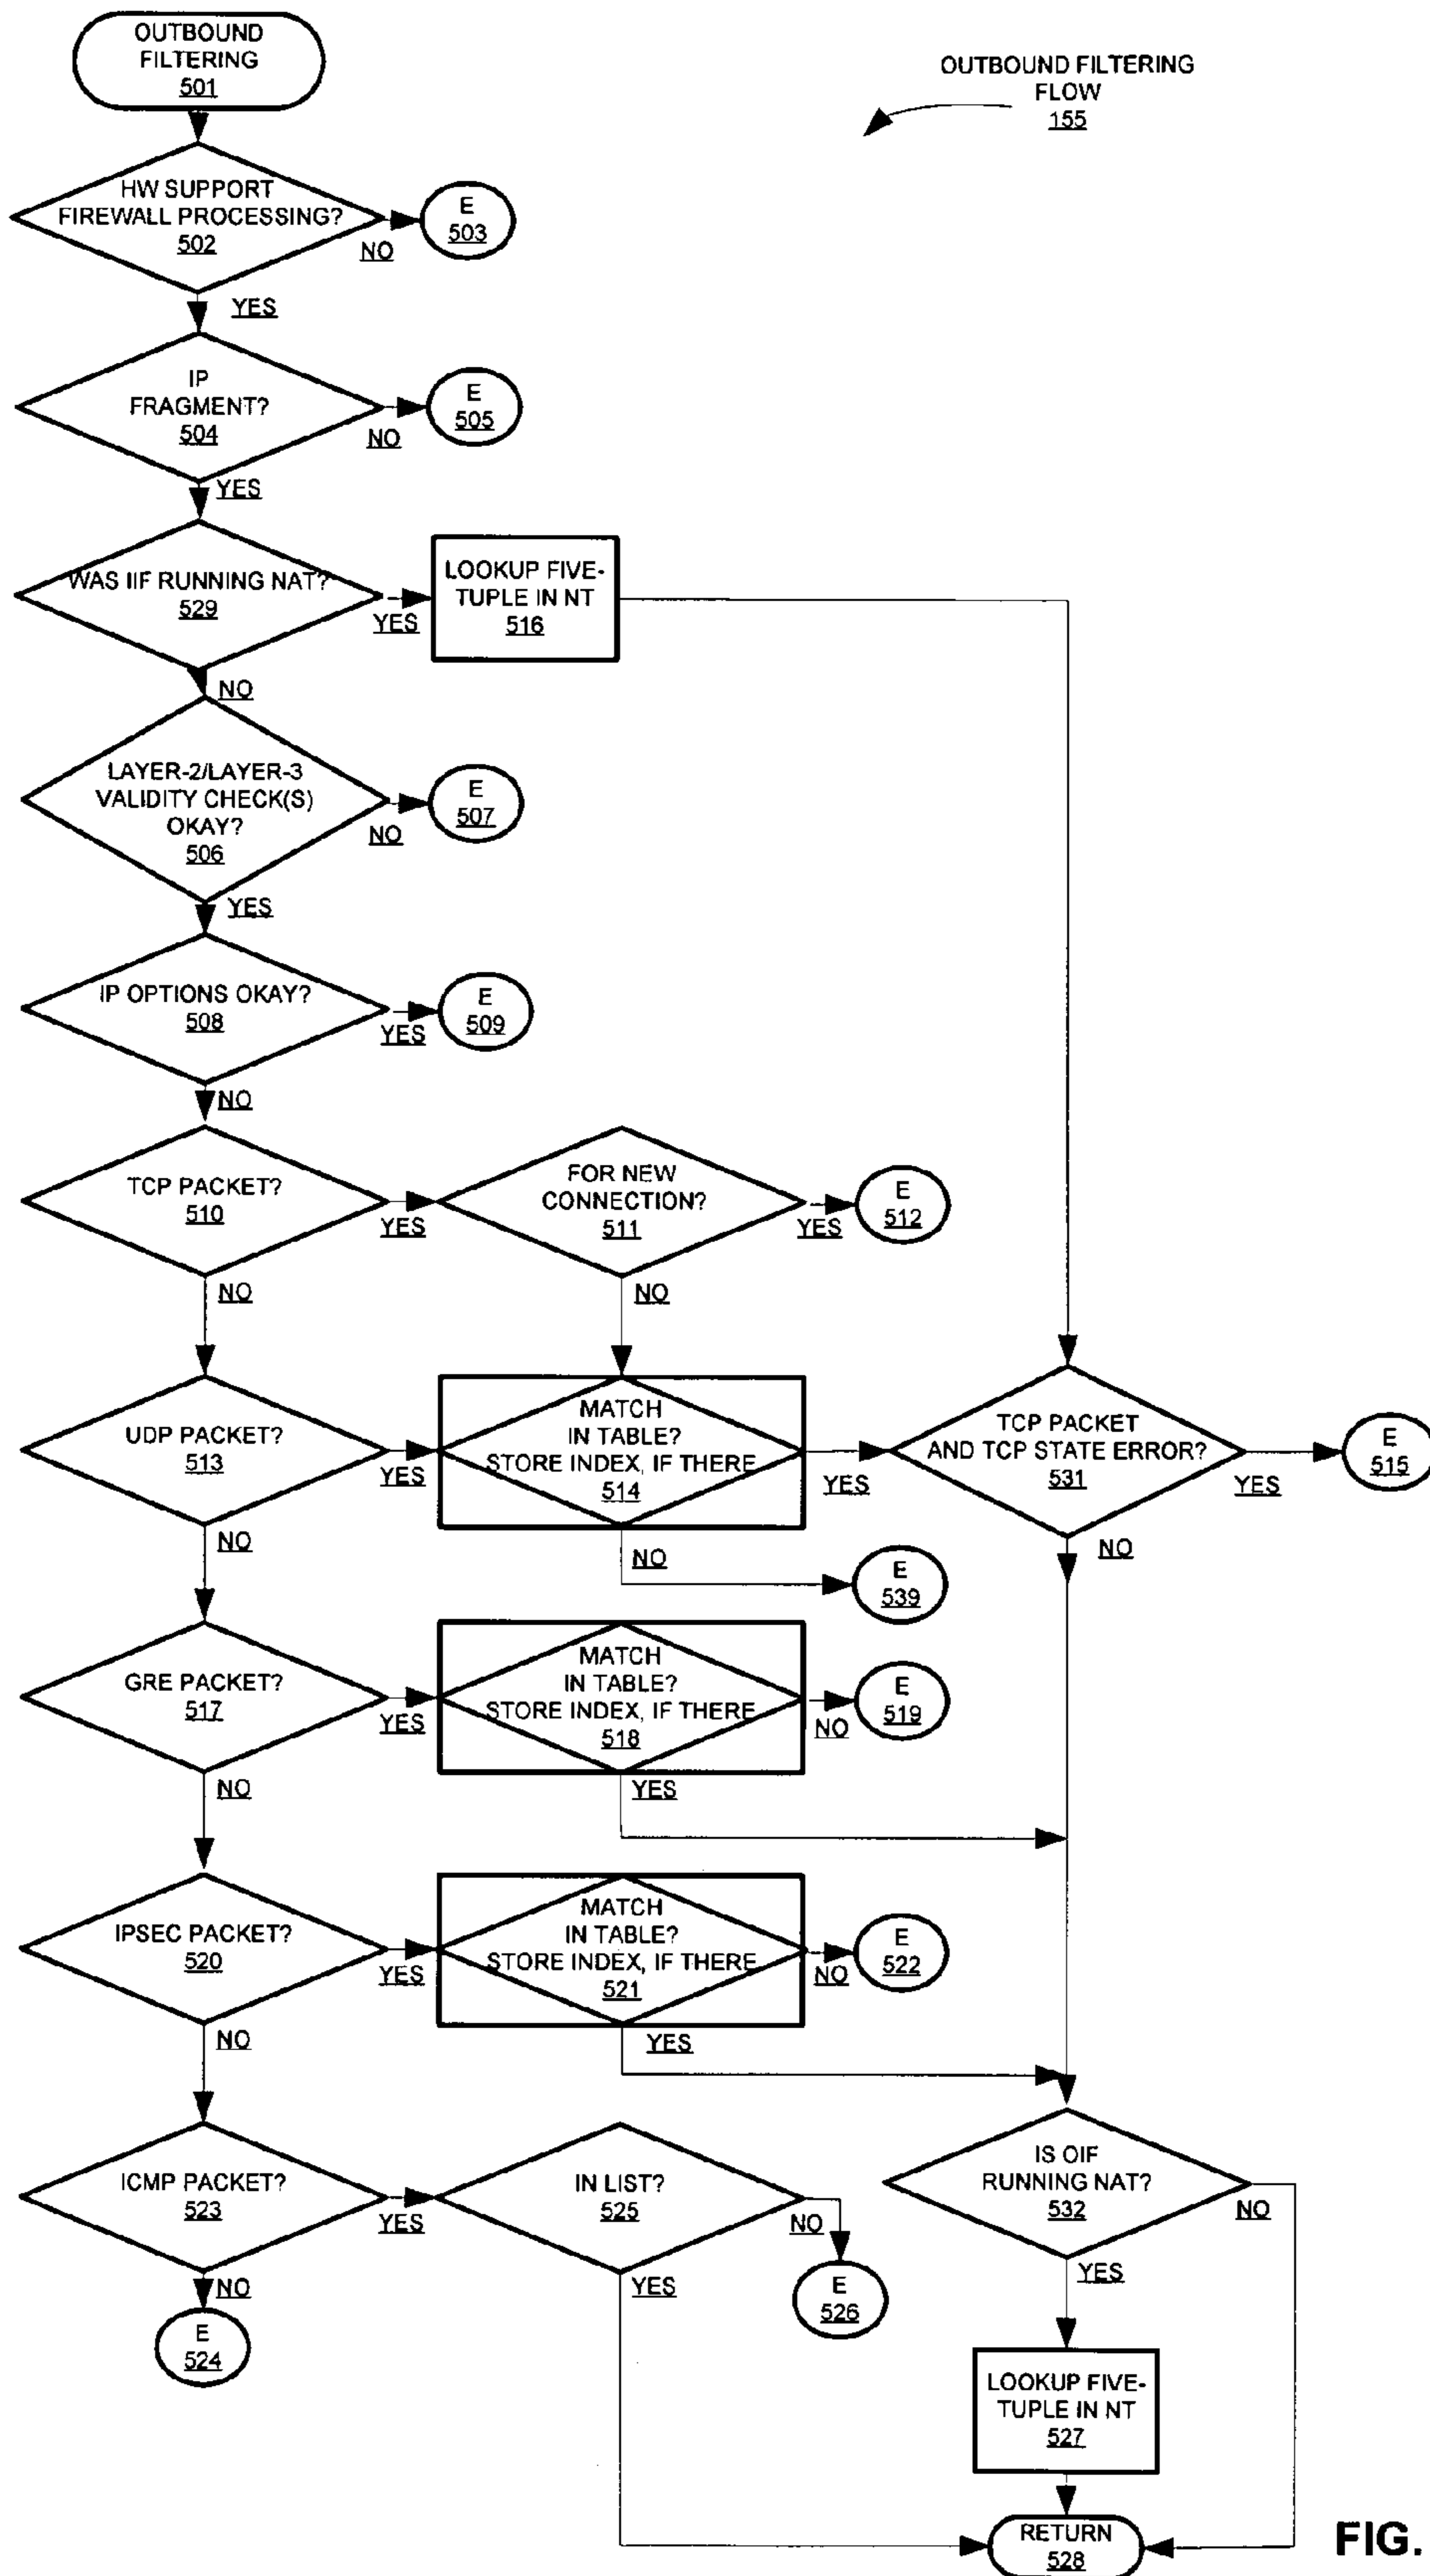 OUTBOUND
FILTERING
501
OUTBOUND FILTERING
FLOW
155
HW SUPPORT
FIREWALL PROCESSING?
502
NO
E
503
YES
IP
FRAGMENT?
504
NO
E
505
YES
WAS IIF RUNNING NAT?
529
YES
LOOKUP FIVE-
TUPLE IN NT
516
NO
LAYER-2/LAYER-3
VALIDITY CHECK(S)
OKAY?
506
NO
E
507
YES
IP OPTIONS OKAY?
508
YES
E
509
NO
TCP PACKET?
510
YES
FOR NEW
CONNECTION?
511
YES
E
512
NO
NO
UDP PACKET?
513
YES
MATCH
IN TABLE?
STORE INDEX, IF THERE
514
YES
TCP PACKET
AND TCP STATE ERROR?
531
YES
E
515
NO
NO
E
539
NO
GRE PACKET?
517
YES
MATCH
IN TABLE?
STORE INDEX, IF THERE
518
NO
E
519
NO
YES
IPSEC PACKET?
520
YES
MATCH
IN TABLE?
STORE INDEX, IF THERE
521
NO
E
522
NO
YES
ICMP PACKET?
523
YES
IN LIST?
525
NO
E
526
IS OIF
RUNNING NAT?
532
NO
NO
E
524
YES
YES
LOOKUP FIVE-
TUPLE IN NT
527
RETURN
528
FIG.